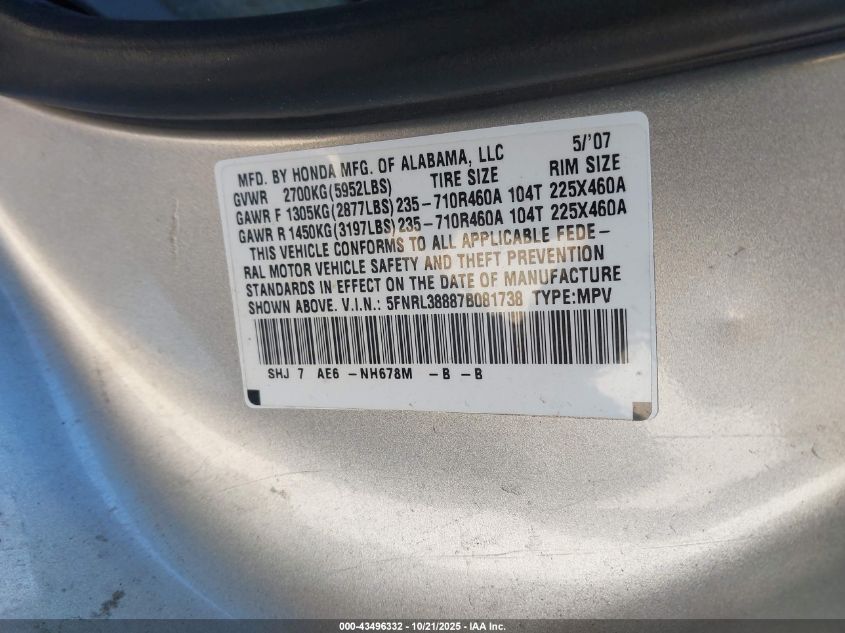 MFD. BY HONDA MFG. OF ALABAMA, LLC 5/'07
GVWR 2700KG(5952LBS) TIRE SIZE RIM SIZE
GAWR F 1305KG(2877LBS)235-710R460A 104T 225X460A
GAWR R 1450KG(3197LBS)235-710R460A 104T 225X460A
THIS VEHICLE CONFORMS TO ALL APPLICABLE FEDE-
RAL MOTOR VEHICLE SAFETY AND THEFT PREVENTION
STANDARDS IN EFFECT ON THE DATE OF MANUFACTURE
SHOWN ABOVE. V.I.N.: 5FNRL38887B081738 TYPE:MPV
SHJ 7 AE6 -NH678M -B -B
000-43496332 - 10/21/2025 - IAA Inc.